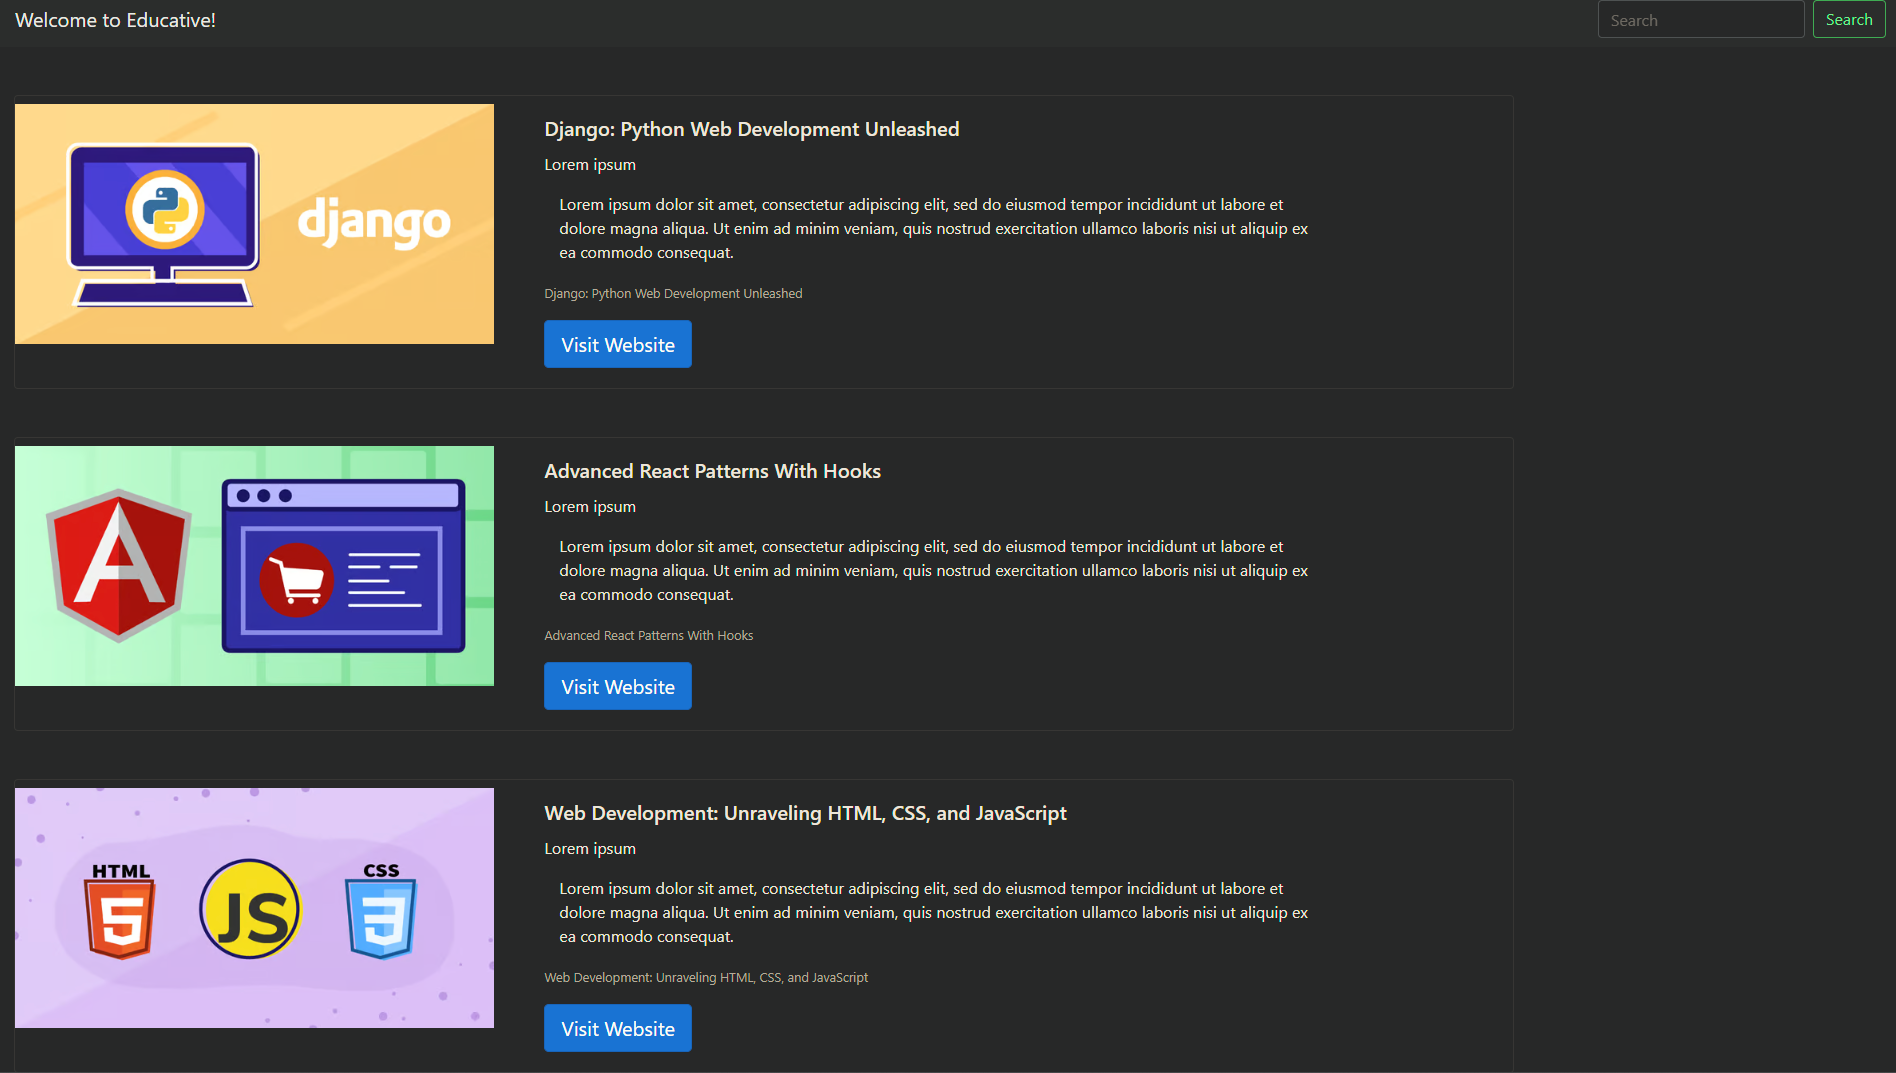 Welcome to Educative!
Search
Search
django
Django: Python Web Development Unleashed
Lorem ipsum
Lorem ipsum dolor sit amet, consectetur adipiscing elit, sed do eiusmod tempor incididunt ut labore et
dolore magna aliqua. Ut enim ad minim veniam, quis nostrud exercitation ullamco laboris nisi ut aliquip ex
ea commodo consequat.
Django: Python Web Development Unleashed
Visit Website
A
Advanced React Patterns With Hooks
Lorem ipsum
Lorem ipsum dolor sit amet, consectetur adipiscing elit, sed do eiusmod tempor incididunt ut labore et
dolore magna aliqua. Ut enim ad minim veniam, quis nostrud exercitation ullamco laboris nisi ut aliquip ex
ea commodo consequat.
Advanced React Patterns With Hooks
Visit Website
HTML
5
JS
CSS
3
Web Development: Unraveling HTML, CSS, and JavaScript
Lorem ipsum
Lorem ipsum dolor sit amet, consectetur adipiscing elit, sed do eiusmod tempor incididunt ut labore et
dolore magna aliqua. Ut enim ad minim veniam, quis nostrud exercitation ullamco laboris nisi ut aliquip ex
ea commodo consequat.
Web Development: Unraveling HTML, CSS, and JavaScript
Visit Website